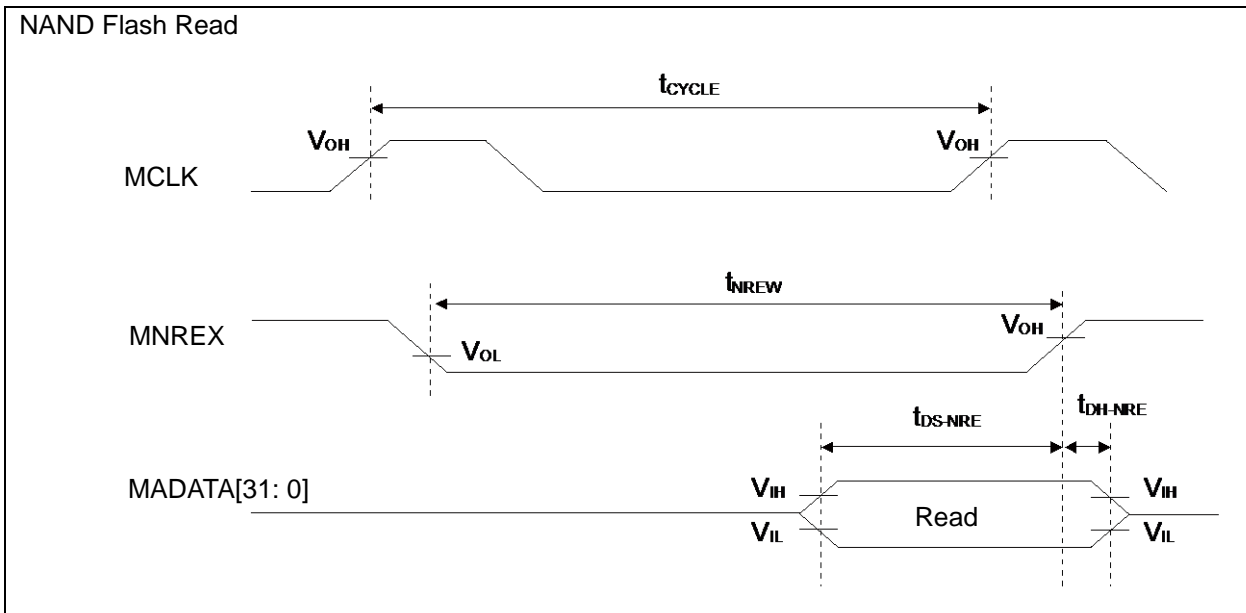 NAND Flash Read
tCYCLE
VOH VOH
MCLK
tNREW
MNREX VOL VOH
tDS-NRE tDH-NRE
MADATA[31: 0] VIH VIH
Read
VIL VIL